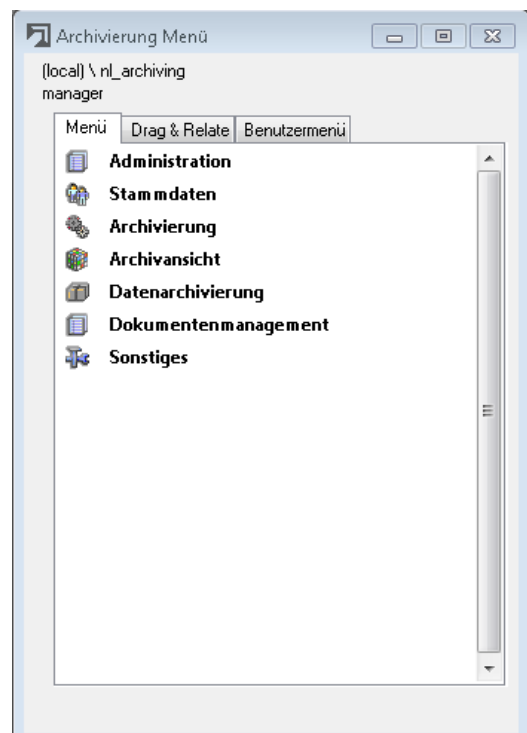 Archivierung Menü
(local) \ nl_archiving
manager
Menü Drag & Relate Benutzermenü
Administration
Stammdaten
Archivierung
Archivansicht
Datenarchivierung
Dokumentenmanagement
Sonstiges